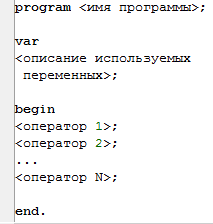 program <имя программы>;
var
<описание используемых
переменных>;
begin
<оператор 1>;
<оператор 2>;
...
<оператор N>;
end.